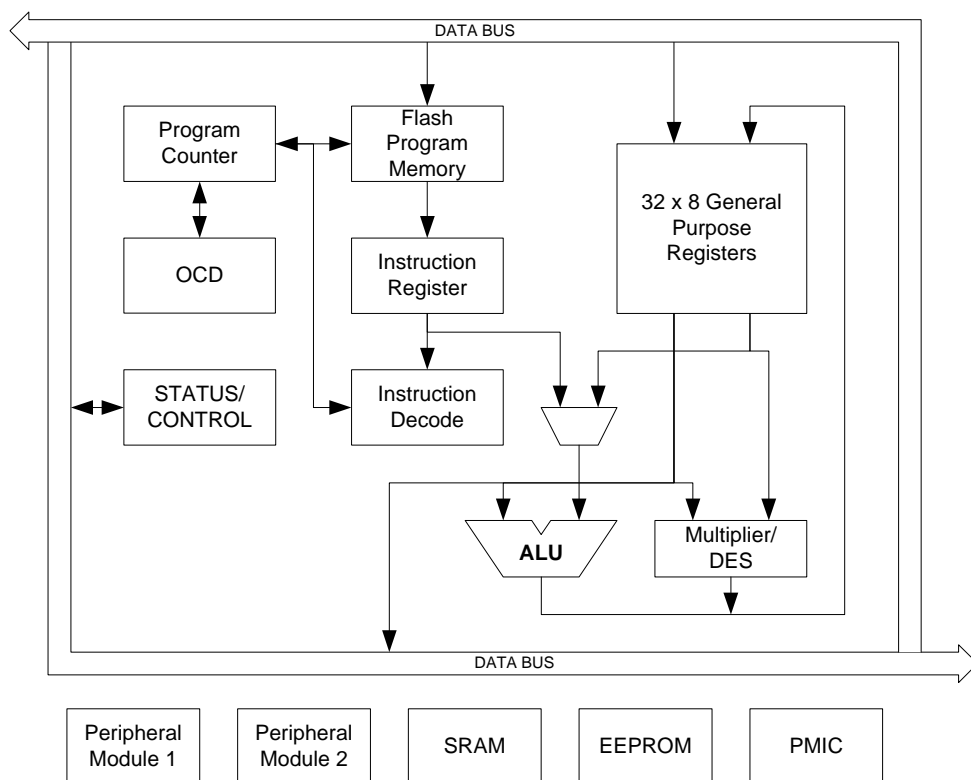 DATA BUS
Program
Counter
Flash
Program
Memory
32 x 8 General
Purpose
Registers
OCD
Instruction
Register
STATUS/
CONTROL
Instruction
Decode
ALU
Multiplier/
DES
DATA BUS
Peripheral
Module 1
Peripheral
Module 2
SRAM
EEPROM
PMIC